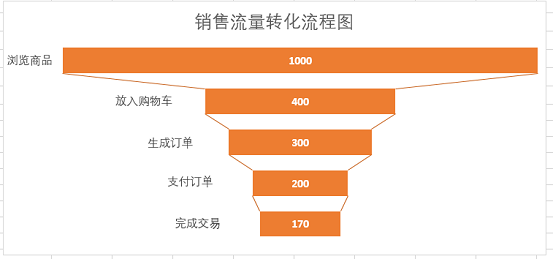 销售流量转化流程图
浏览商品 1000
放入购物车 400
生成订单 300
支付订单 200
完成交易 170